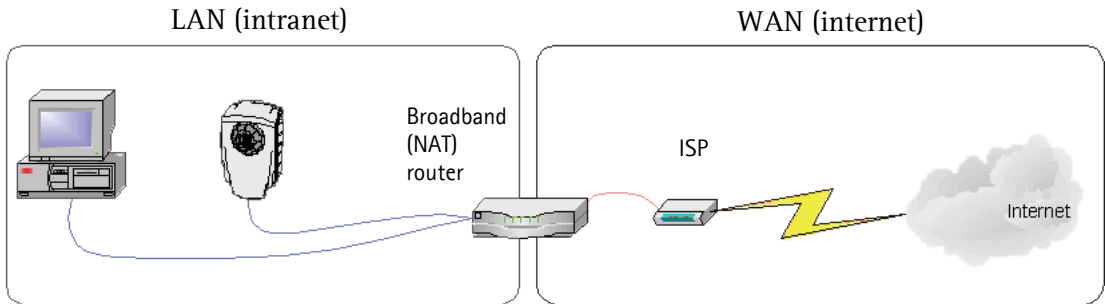 LAN (intranet)
WAN (internet)
Broadband
(NAT)
router
ISP
Internet